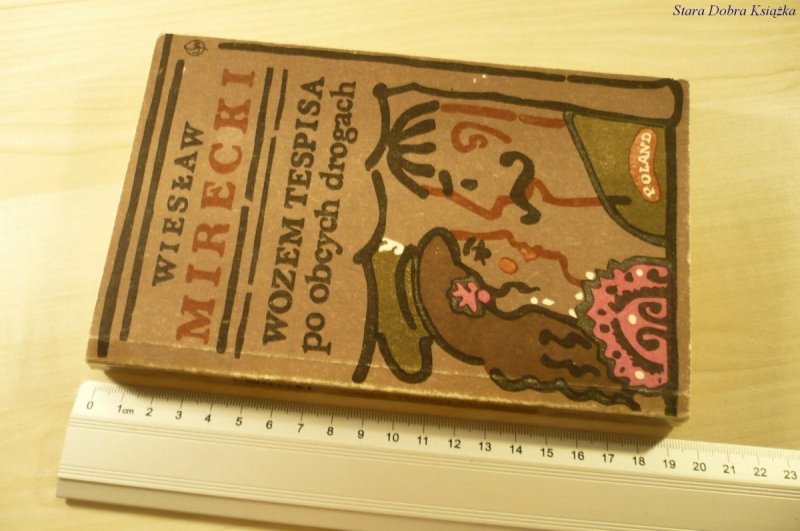 Stara Dobra Książka
WIESŁAW
MIRECKI
WOZEM TESPISA
po obcych drogach
POLAND
0 1cm 2 3 4 5 6 7 8 9 10 11 12 13 14 15 16 17 18 19 20 21 22 23